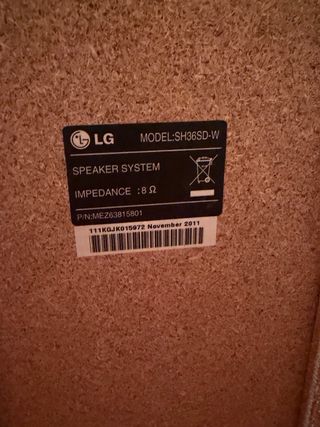 LG MODEL:SH36SD-W
SPEAKER SYSTEM
IMPEDANCE : 8 Ω
P/N:MEZ63815801
111KGJK015972 November 2011